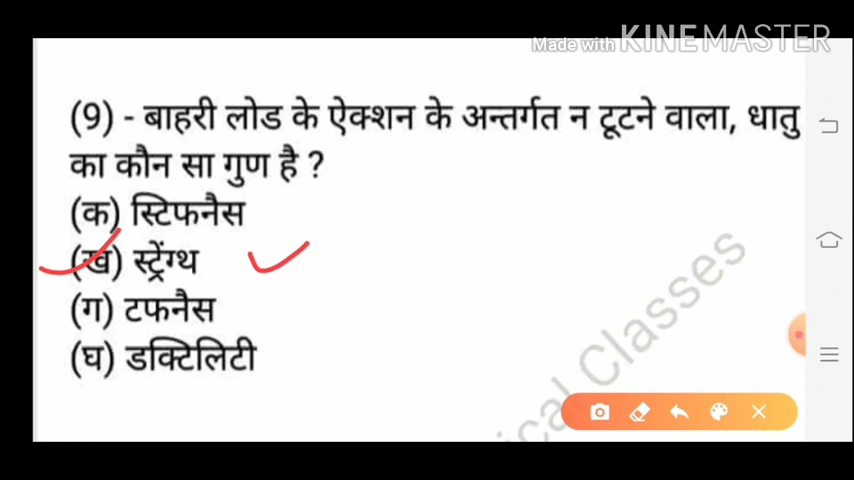 Made with KINEMASTER
(9) - बाहरी लोड के ऐक्शन के अन्तर्गत न टूटने वाला, धातु
का कौन सा गुण है ?
(क) स्टिफनैस
(ख) स्ट्रेंग्थ
(ग) टफनैस
(घ) डक्टिलिटी
Classes